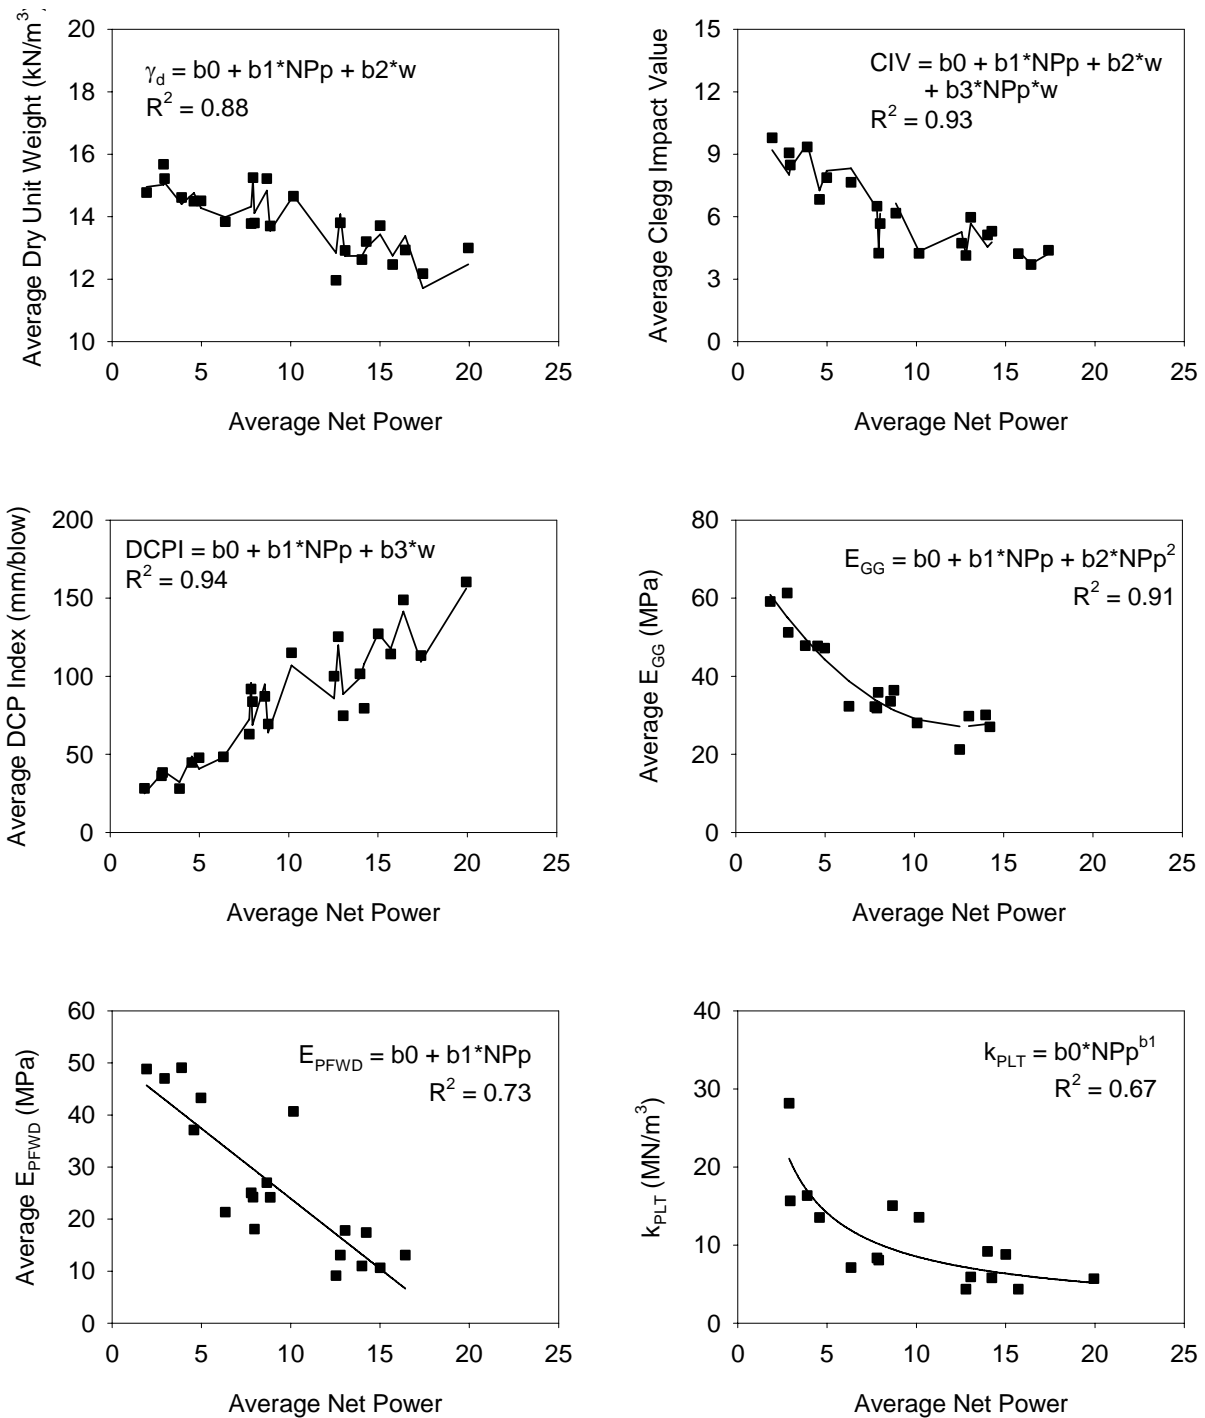 Average Dry Unit Weight (kN/m³)
20
18
16
14
12
10
γd = b0 + b1*NPp + b2*w
R² = 0.88
0 5 10 15 20 25
Average Net Power
Average Clegg Impact Value
15
12
9
6
3
0
CIV = b0 + b1*NPp + b2*w
+ b3*NPp*w
R² = 0.93
0 5 10 15 20 25
Average Net Power
Average DCP Index (mm/blow)
200
150
100
50
0
DCPI = b0 + b1*NPp + b3*w
R² = 0.94
0 5 10 15 20 25
Average Net Power
Average EGG (MPa)
80
60
40
20
0
EGG = b0 + b1*NPp + b2*NPp²
R² = 0.91
0 5 10 15 20 25
Average Net Power
Average EPFWD (MPa)
60
50
40
30
20
10
0
EPFWD = b0 + b1*NPp
R² = 0.73
0 5 10 15 20 25
Average Net Power
kPLT (MN/m³)
40
30
20
10
0
kPLT = b0*NPp^b1
R² = 0.67
0 5 10 15 20 25
Average Net Power